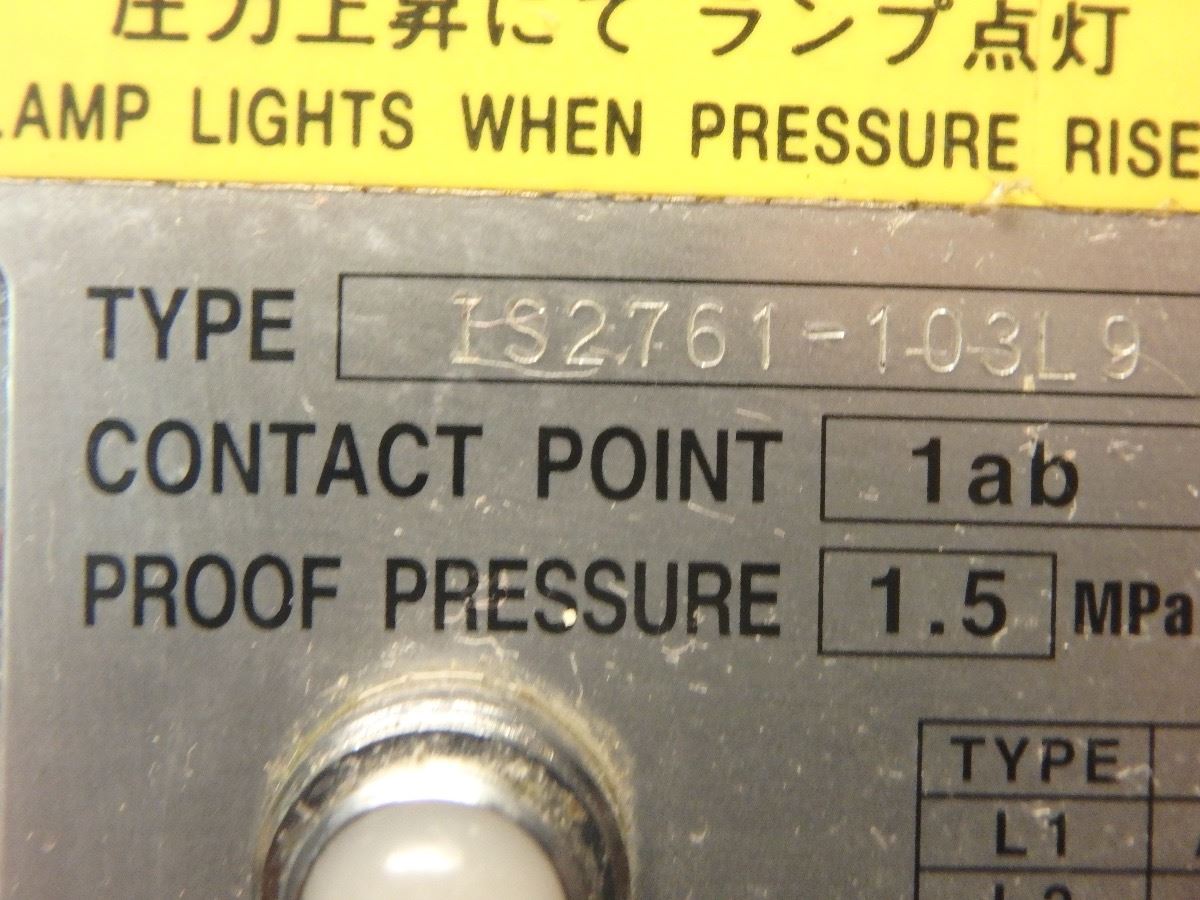 圧力上昇にて ランプ点灯
LAMP LIGHTS WHEN PRESSURE RISE
TYPE IS2761-103L9
CONTACT POINT 1ab
PROOF PRESSURE 1.5 MPa
TYPE
L1
L2